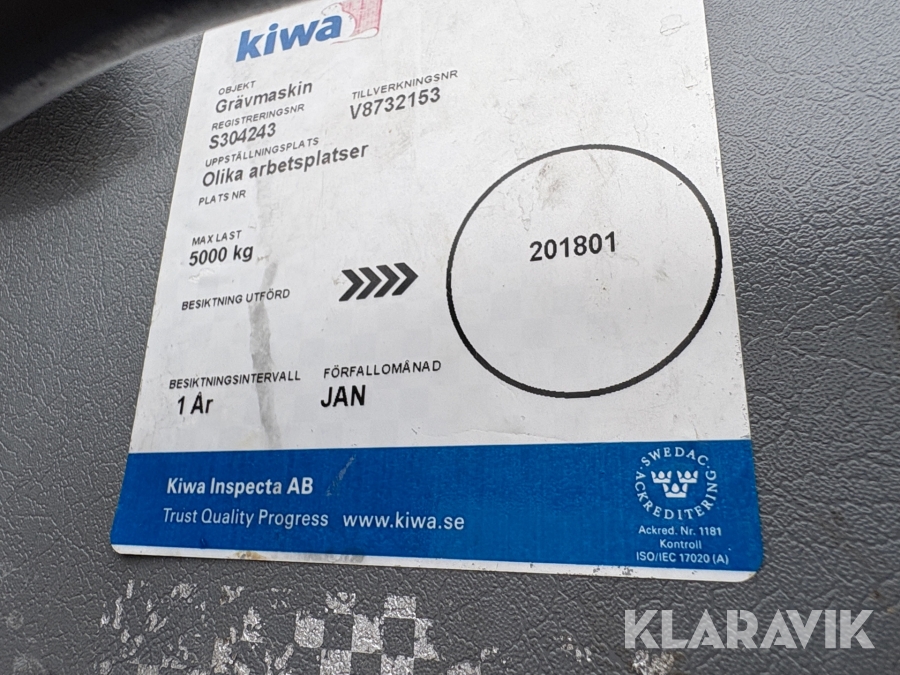 kiwa
OBJEKT
Grävmaskin
REGISTRERINGSNR
S304243
TILLVERKNINGSNR
V8732153
UPPSTÄLLNINGSPLATS
Olika arbetsplatser
PLATS NR
MAX LAST
5000 kg
BESIKTNING UTFÖRD
201801
BESIKTNINGSINTERVALL
1 År
FÖRFALLOMÅNAD
JAN
Kiwa Inspecta AB
Trust Quality Progress www.kiwa.se
SWEDAC
ACKREDITERING
Ackred. Nr. 1181
Kontroll
ISO/IEC 17020 (A)
KLARAVIK